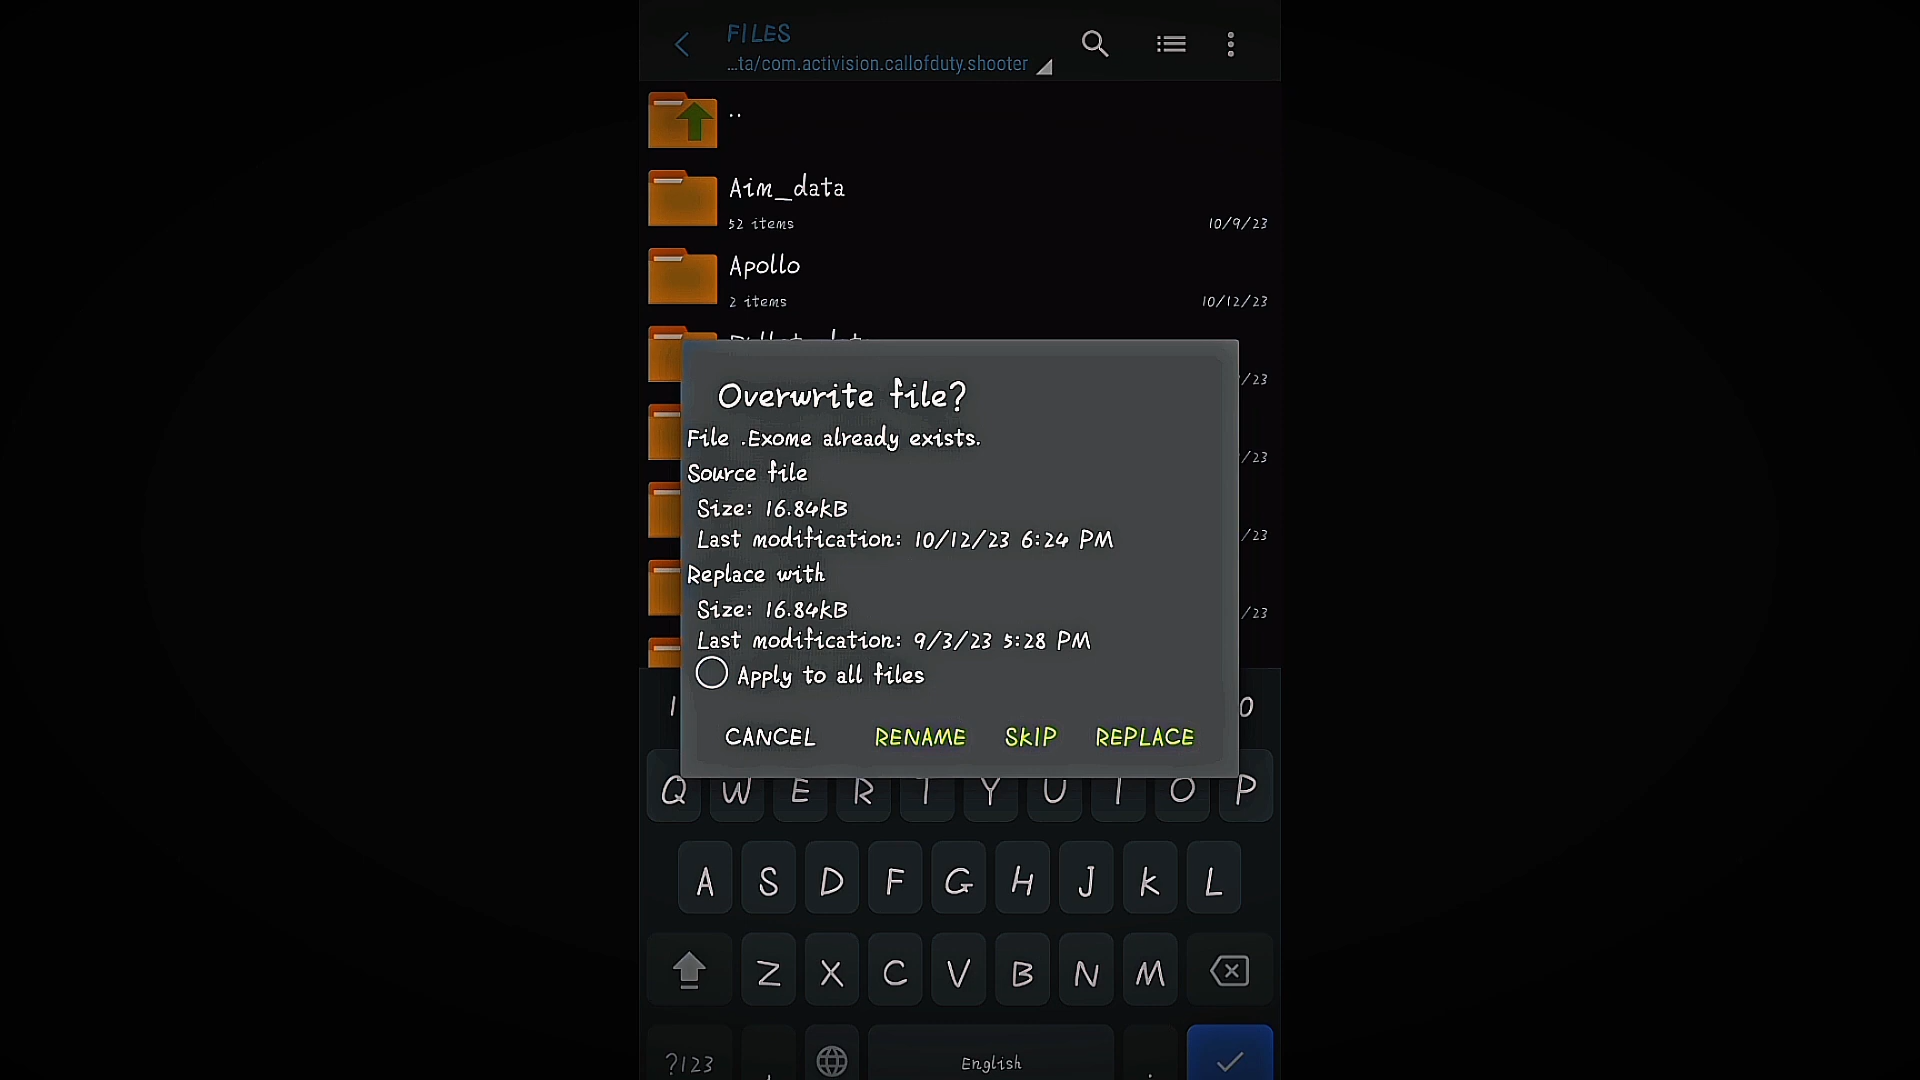 FILES
...ta/com.activision.callofduty.shooter
..
Aim_data
52 items
10/9/23
Apollo
2 items
10/12/23
/23
/23
/23
/23
Overwrite file?
File .Exome already exists.
Source file
Size: 16.84kB
Last modification: 10/12/23 6:24 PM
Replace with
Size: 16.84kB
Last modification: 9/3/23 5:28 PM
Apply to all files
CANCEL RENAME SKIP REPLACE
1 0
Q W E R T Y U I O P
A S D F G H J K L
Z X C V B N M
?123 , English .